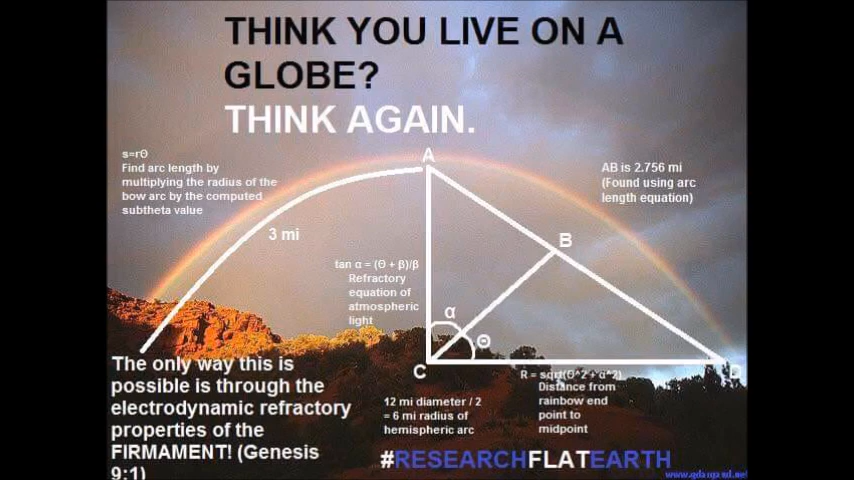 THINK YOU LIVE ON A
GLOBE?
THINK AGAIN.
s=rΘ
Find arc length by
multiplying the radius of the
bow arc by the computed
subtheta value
A
AB is 2.756 mi
(Found using arc
length equation)
3 mi
B
tan α = (Θ + β)/β
Refractory
equation of
atmospheric
light
α
Θ
C
D
The only way this is
possible is through the
electrodynamic refractory
properties of the
FIRMAMENT! (Genesis
9:1)
12 mi diameter / 2
= 6 mi radius of
hemispheric arc
R = sqrt(Θ^2 + α^2)
Distance from
rainbow end
point to
midpoint
#RESEARCHFLATEARTH